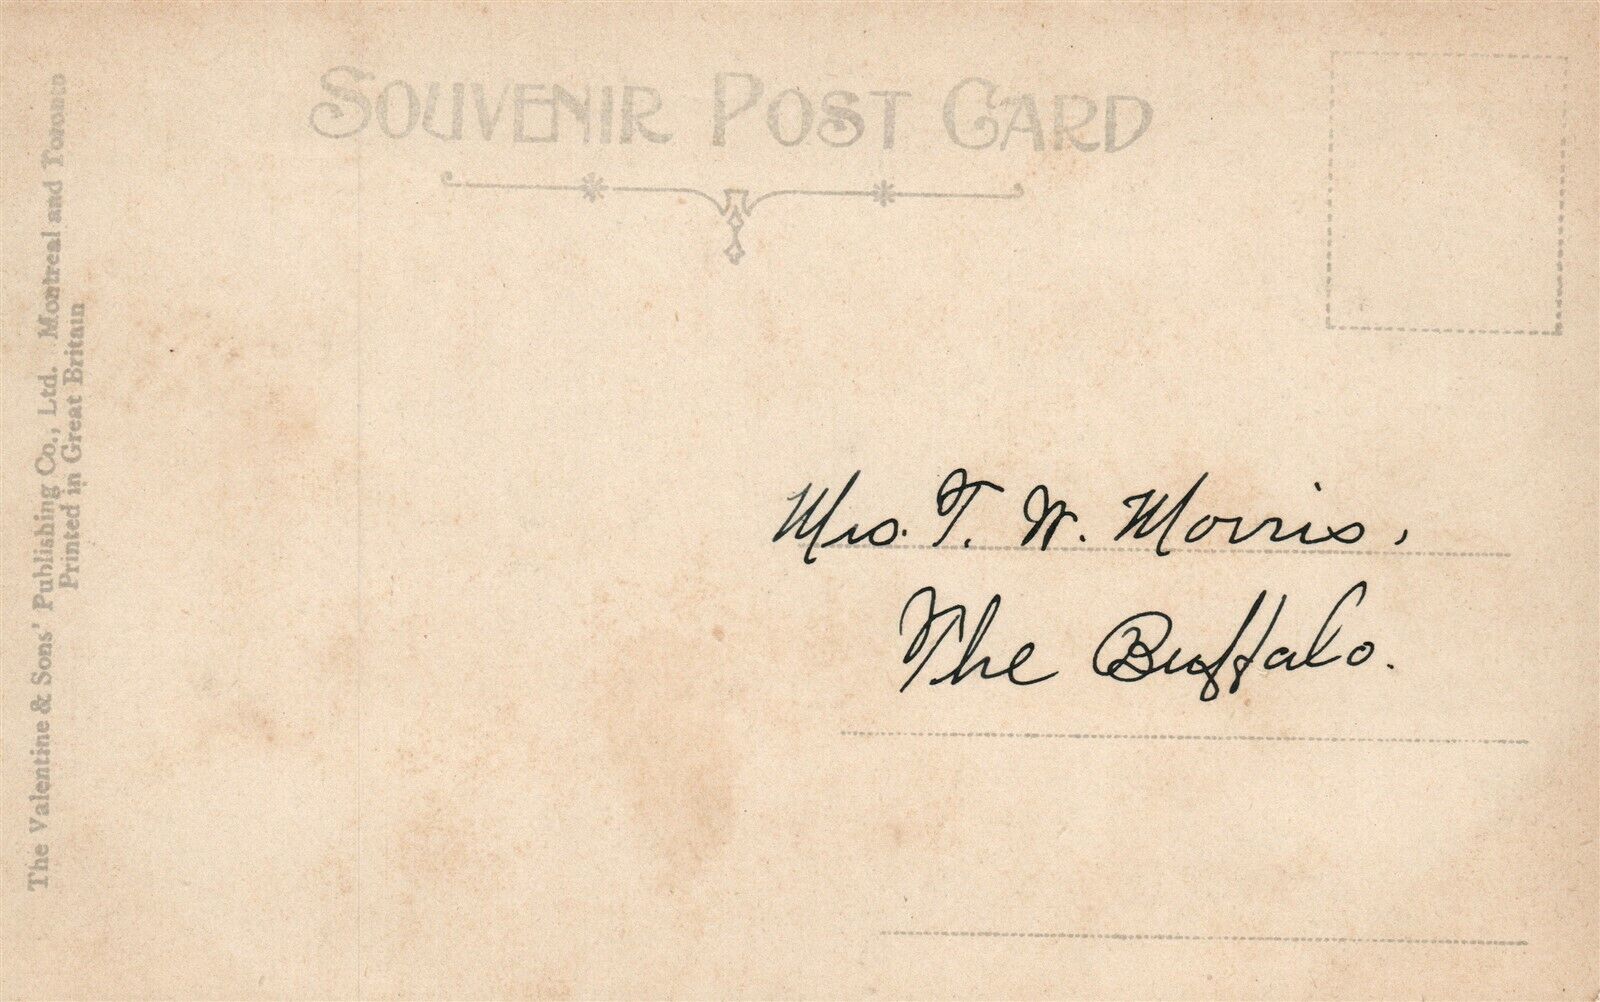 SOUVENIR POST CARD
The Valentine & Sons' Publishing Co., Ltd. Montreal and Toronto
Printed in Great Britain
Mrs. T. W. Morris,
The Buffalo.